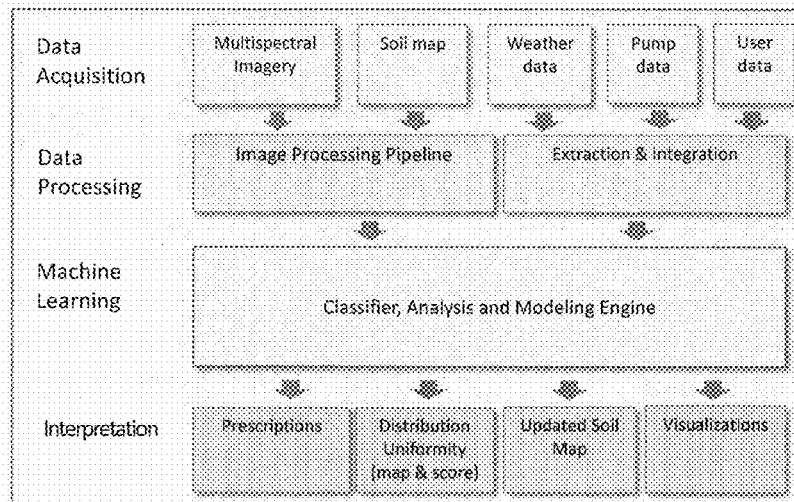 Data
Acquisition
Multispectral
Imagery
Soil map
Weather
data
Pump
data
User
data
Data
Processing
Image Processing Pipeline
Extraction & Integration
Machine
Learning
Classifier, Analysis and Modeling Engine
Interpretation
Prescriptions
Distribution
Uniformity
(map & score)
Updated Soil
Map
Visualizations